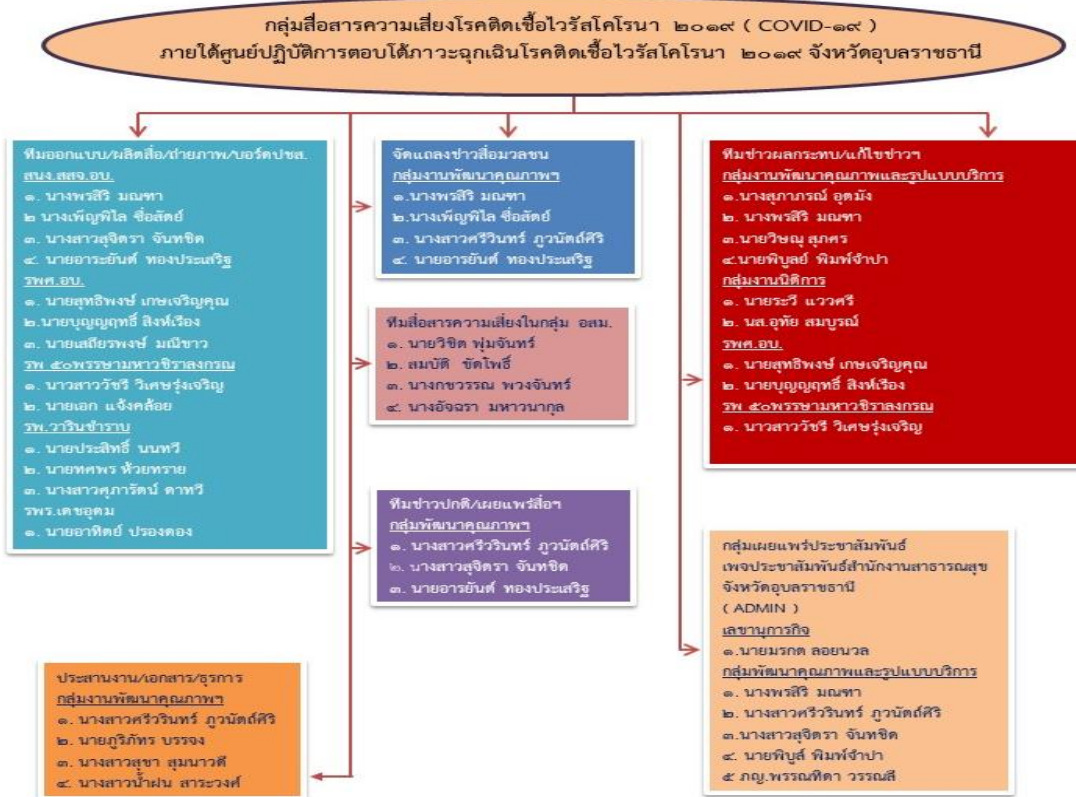 กลุ่มสื่อสารความเสี่ยงโรคติดเชื้อไวรัสโคโรนา ๒๐๑๙ ( COVID-๑๙ )
ภายใต้ศูนย์ปฏิบัติการตอบโต้ภาวะฉุกเฉินโรคติดเชื้อไวรัสโคโรนา ๒๐๑๙ จังหวัดอุบลราชธานี
ทีมออกแบบ/ผลิตสื่อ/ถ่ายภาพ/บอร์ดปชส.
สนง.สสจ.อบ.
๑. นางพรสิริ มณฑา
๒ นางเพ็ญพิไล ซื่อสัตย์
๓. นางสาวสุจิตรา จันทชิต
๔. นายอาระยันต์ ทองประเสริฐ
รพศ.อบ.
๑. นายสุทธิพงษ์ เกษเจริญคุณ
๒.นายบุญญฤทธิ์ สิงห์เรือง
๓. นายเสถียรพงษ์ มณีขาว
รพ ๕๐พรรษามหาวชิราลงกรณ
๑. นาวสาววัชรี วิเศษรุ่งเจริญ
๒. นายเอก แจ้งคล้อย
รพ.วารินชำราบ
๑. นายประสิทธิ์ นนทวี
๒. นายทศพร ห้วยทราย
๓. นางสาวศุภารัตน์ ดาทวี
รพร.เดชอุดม
๑. นายอาทิตย์ ปรองดอง
จัดแถลงข่าวสื่อมวลชน
กลุ่มงานพัฒนาคุณภาพฯ
๑.นางพรสิริ มณฑา
๒.นางเพ็ญพิไล ซื่อสัตย์
๓. นางสาวศรีวรินทร์ ภูวนัตถ์ศิริ
๔. นายอารยันต์ ทองประเสริฐ
ทีมสื่อสารความเสี่ยงในกลุ่ม อสม.
๑. นายวิชิต พุ่มจันทร์
๒. สมบัติ ขัดโพธิ์
๓. นางกชวรรณ พวงจันทร์
๔. นางอัจฉรา มหาวนากูล
ทีมข่าวปกติ/เผยแพร่สื่อฯ
กลุ่มพัฒนาคุณภาพฯ
๑. นางสาวศรีวรินทร์ ภูวนัตถ์ศิริ
๒. นางสาวสุจิตรา จันทชิต
๓. นายอารยันต์ ทองประเสริฐ
ทีมข่าวผลกระทบ/แก้ไขข่าวฯ
กลุ่มงานพัฒนาคุณภาพและรูปแบบบริการ
๑.นางสุภาภรณ์ อุดมัง
๒. นางพรสิริ มณฑา
๓.นายวิษณุ สุภศร
๔.นายพิบูลย์ พิมพ์จำปา
กลุ่มงานนิติการ
๑. นายระวี แววศรี
๒. นส.อุทัย สมบูรณ์
รพศ.อบ.
๑. นายสุทธิพงษ์ เกษเจริญคุณ
๒. นายบุญญฤทธิ์ สิงห์เรือง
รพ ๕๐พรรษามหาวชิราลงกรณ
๑. นาวสาววัชรี วิเศษรุ่งเจริญ
กลุ่มเผยแพร่ประชาสัมพันธ์
เพจประชาสัมพันธ์สำนักงานสาธารณสุข
จังหวัดอุบลราชธานี
( ADMIN )
เลขานุการกิจ
๑.นายมรกต ลอยนวล
กลุ่มพัฒนาคุณภาพและรูปแบบบริการ
๑. นางพรสิริ มณฑา
๒. นางสาวศรีวรินทร์ ภูวนัตถ์ศิริ
๓.นางสาวสุจิตรา จันทชิต
๔. นายพิบูล์ พิมพ์จำปา
๕ ภญ.พรรณทิดา วรรณลี
ประสานงาน/เอกสาร/ธุรการ
กลุ่มงานพัฒนาคุณภาพฯ
๑. นางสาวศรีวรินทร์ ภูวนัตถ์ศิริ
๒. นายภูริภัทร บรรจง
๓. นางสาวสุชา สุมนาวดี
๔. นางสาวน้ำฝน สาระวงศ์